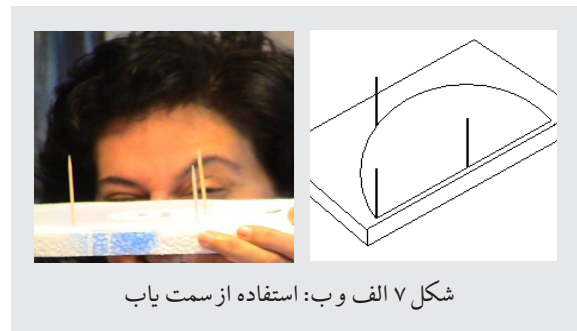 شکل ۷ الف و ب: استفاده از سمت یاب